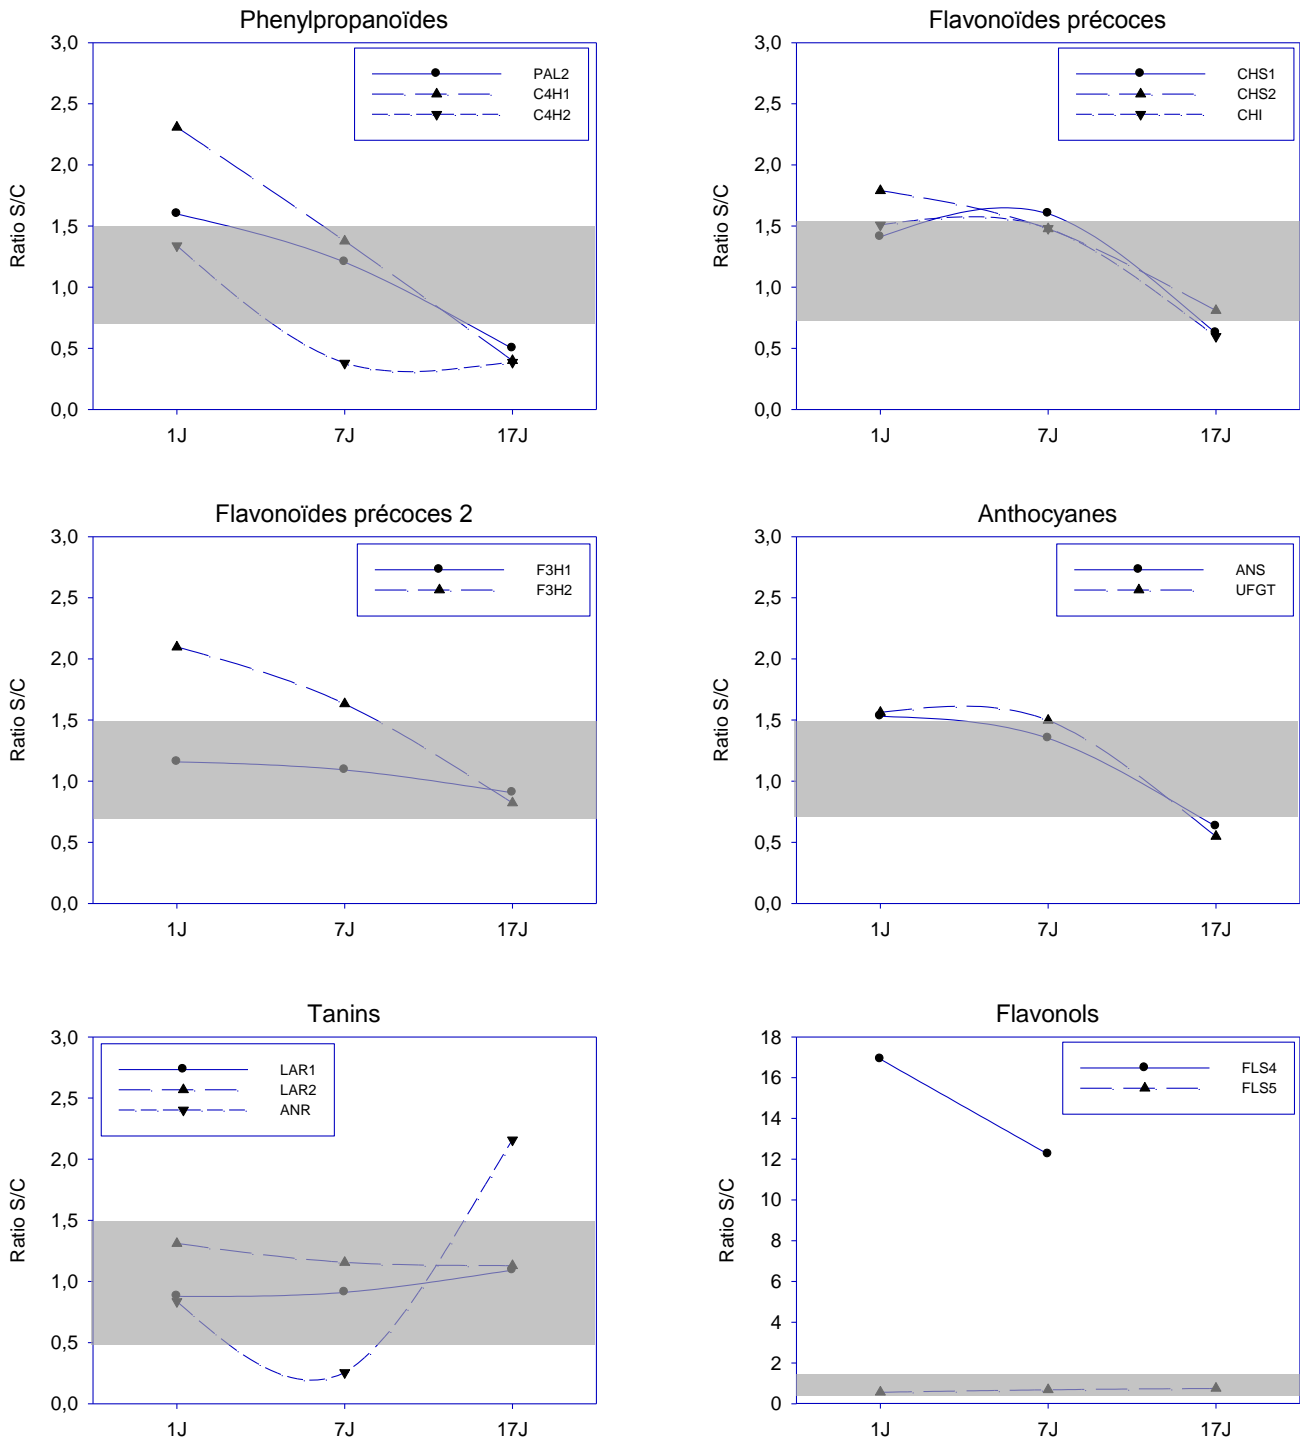 Phenylpropanoïdes
3,0
2,5
2,0
1,5
1,0
0,5
0,0
Ratio S/C
1J 7J 17J
PAL2
C4H1
C4H2
Flavonoïdes précoces
3,0
2,5
2,0
1,5
1,0
0,5
0,0
Ratio S/C
1J 7J 17J
CHS1
CHS2
CHI
Flavonoïdes précoces 2
3,0
2,5
2,0
1,5
1,0
0,5
0,0
Ratio S/C
1J 7J 17J
F3H1
F3H2
Anthocyanes
3,0
2,5
2,0
1,5
1,0
0,5
0,0
Ratio S/C
1J 7J 17J
ANS
UFGT
Tanins
3,0
2,5
2,0
1,5
1,0
0,5
0,0
Ratio S/C
1J 7J 17J
LAR1
LAR2
ANR
Flavonols
18
16
14
12
10
8
6
4
2
0
Ratio S/C
1J 7J 17J
FLS4
FLS5